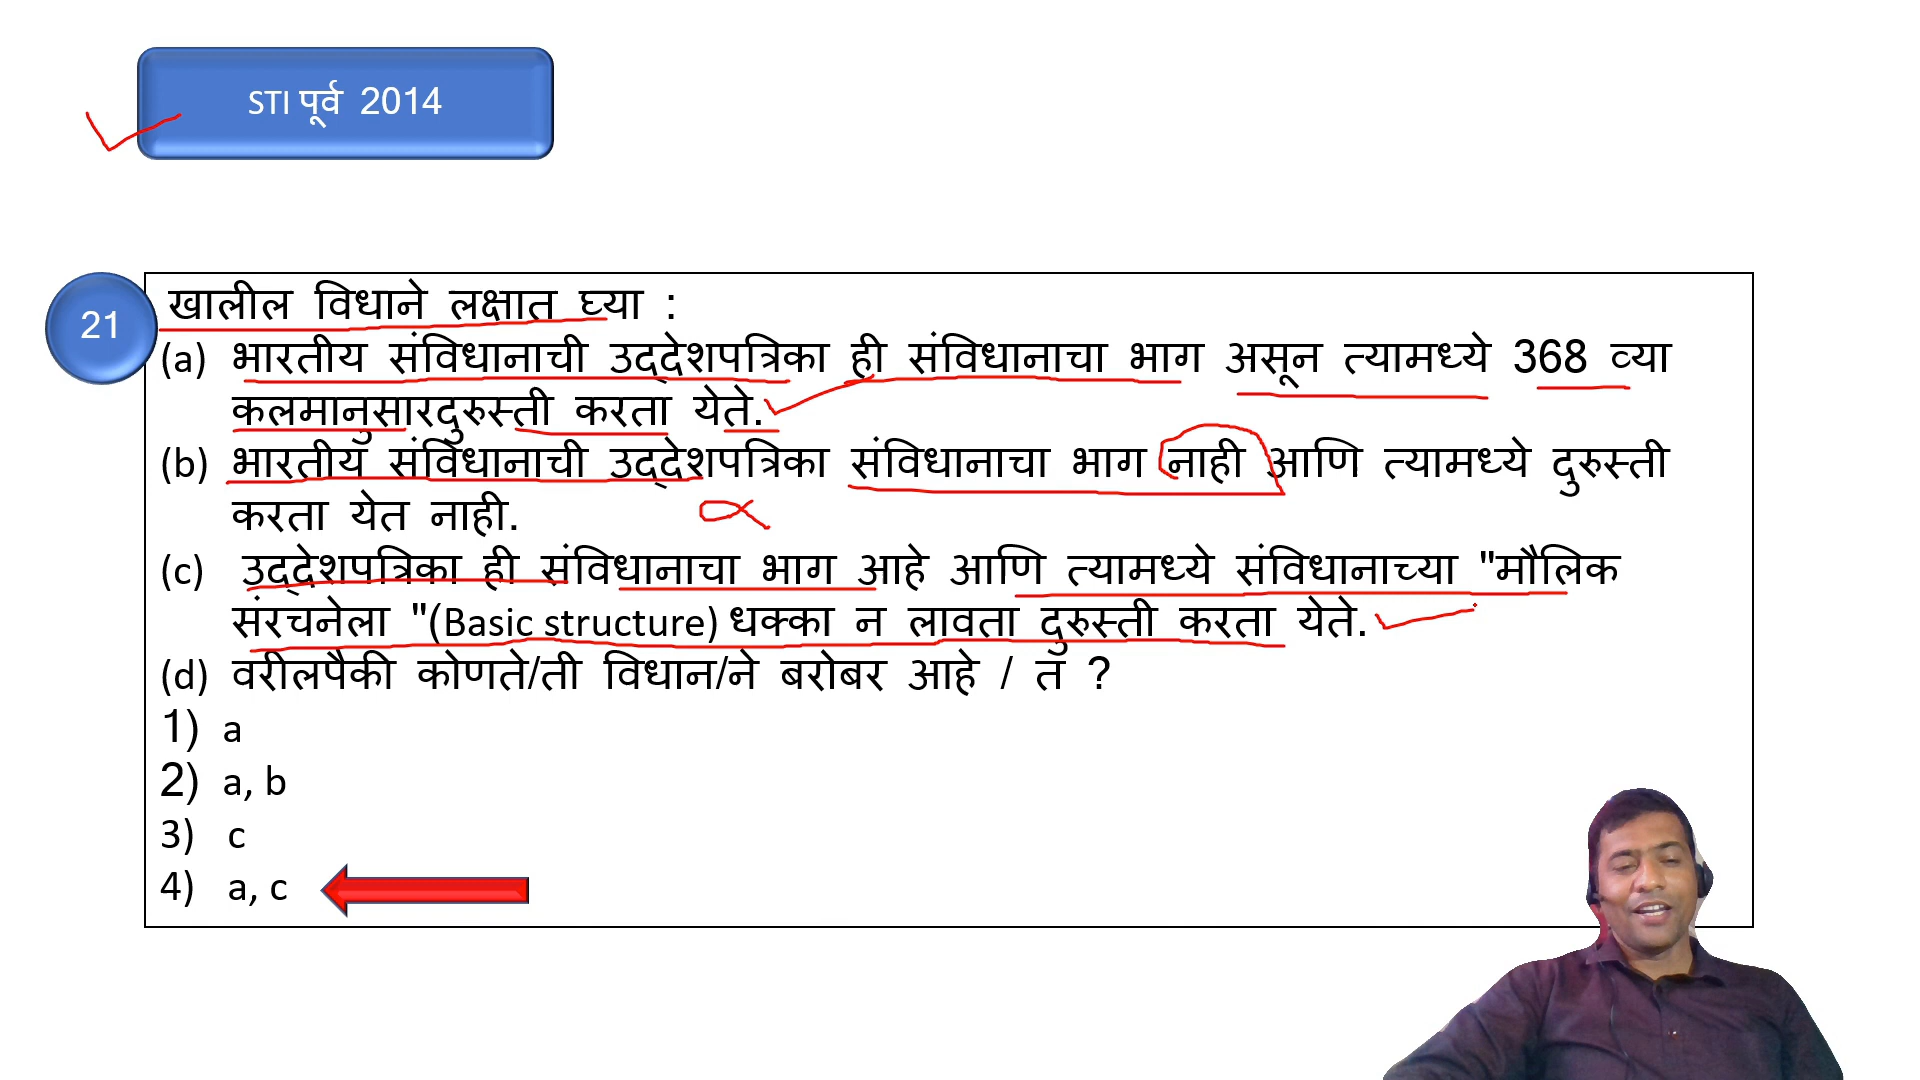 STI पूर्व 2014
21
खालील विधाने लक्षात घ्या :
(a) भारतीय संविधानाची उद्देशपत्रिका ही संविधानाचा भाग असून त्यामध्ये 368 व्या
कलमानुसारदुरुस्ती करता येते.
(b) भारतीय संविधानाची उद्देशपत्रिका संविधानाचा भाग नाही आणि त्यामध्ये दुरुस्ती
करता येत नाही.
(c) उद्देशपत्रिका ही संविधानाचा भाग आहे आणि त्यामध्ये संविधानाच्या "मौलिक
संरचनेला "(Basic structure) धक्का न लावता दुरुस्ती करता येते.
(d) वरीलपैकी कोणते/ती विधान/ने बरोबर आहे / त ?
1) a
2) a, b
3) c
4) a, c